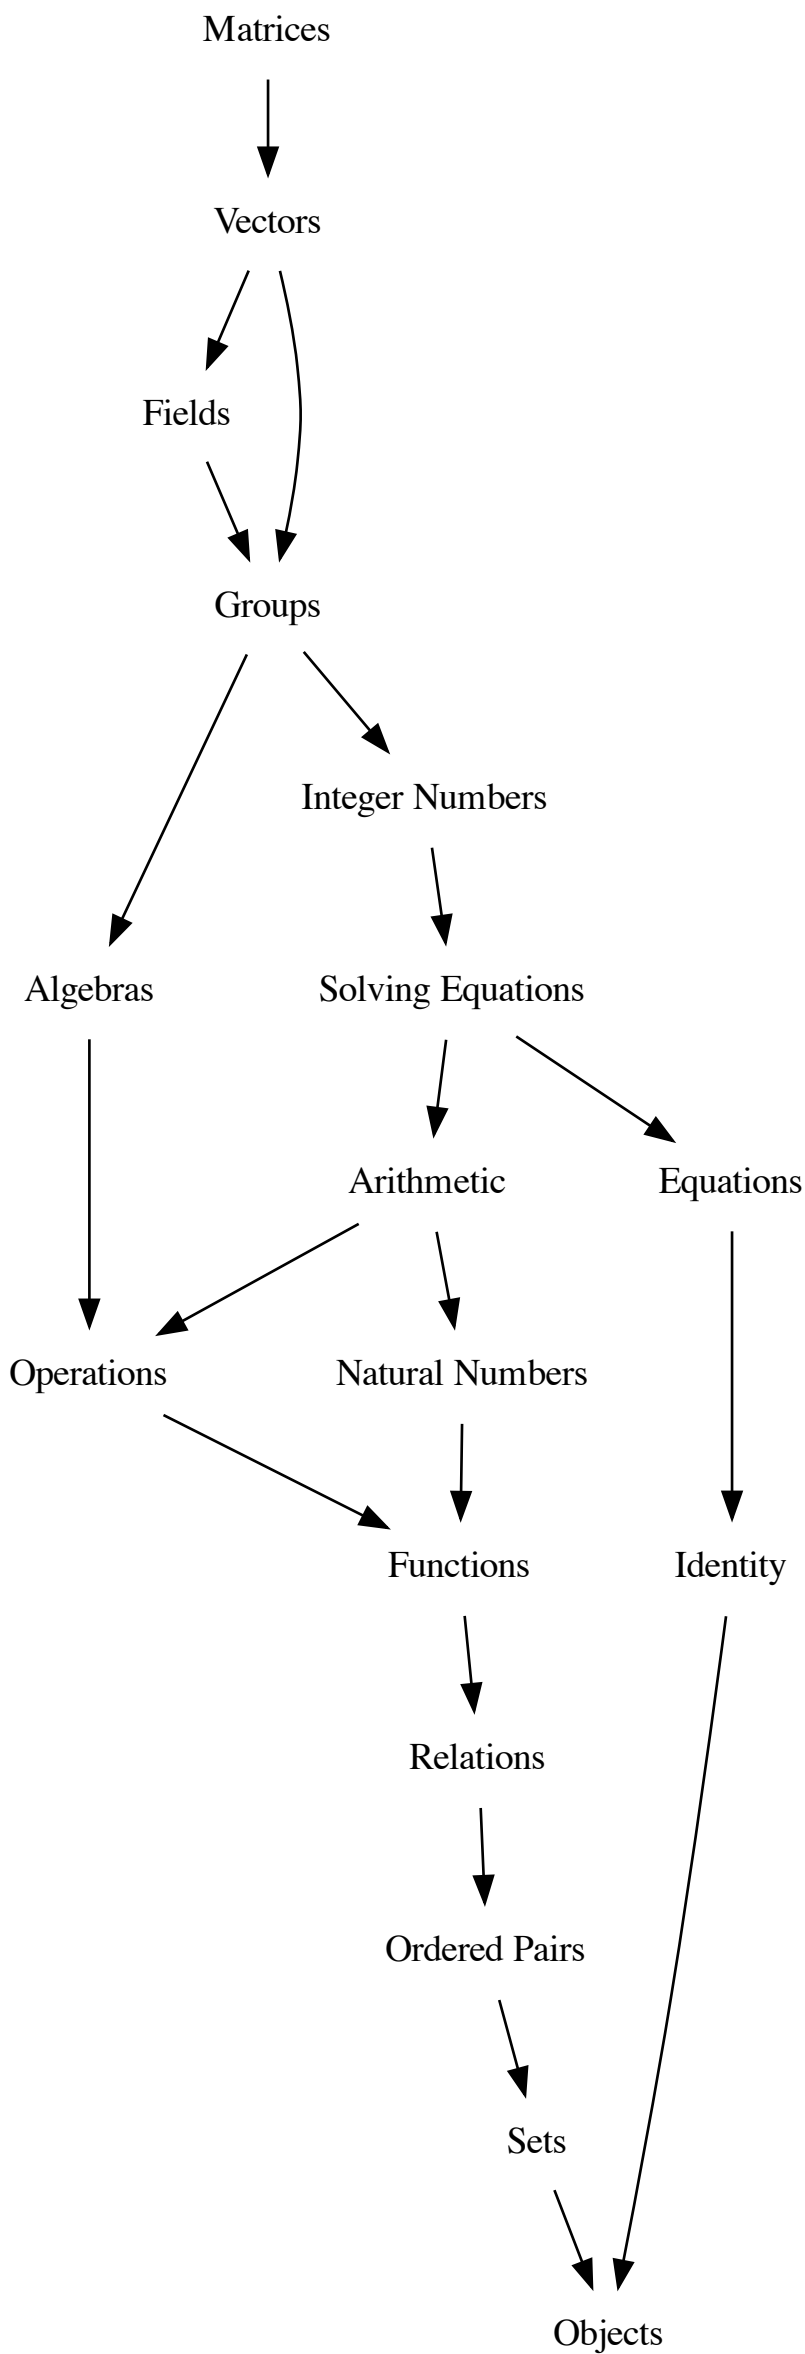 Matrices
Vectors
Fields
Groups
Integer Numbers
Algebras
Solving Equations
Arithmetic
Equations
Operations
Natural Numbers
Functions
Identity
Relations
Ordered Pairs
Sets
Objects